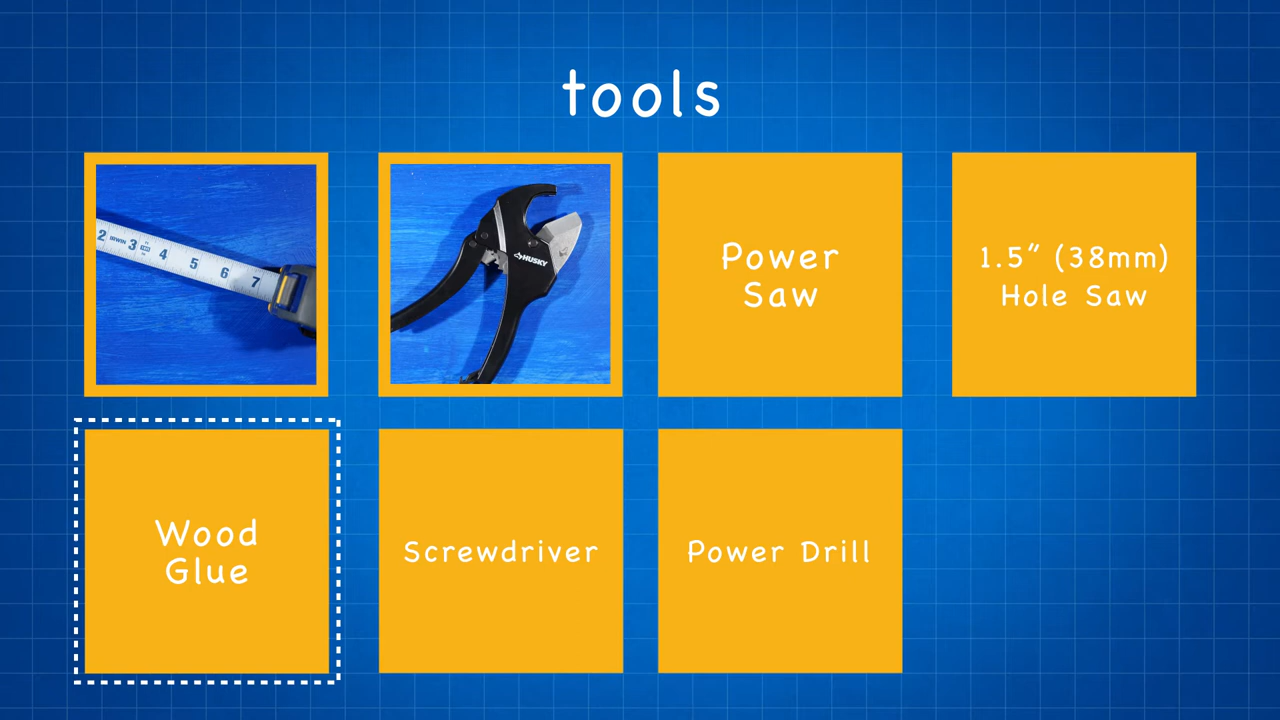 tools
2 IRWIN 3 4 5 6 7
HUSKY
Power
Saw
1.5” (38mm)
Hole Saw
Wood
Glue
Screwdriver
Power Drill